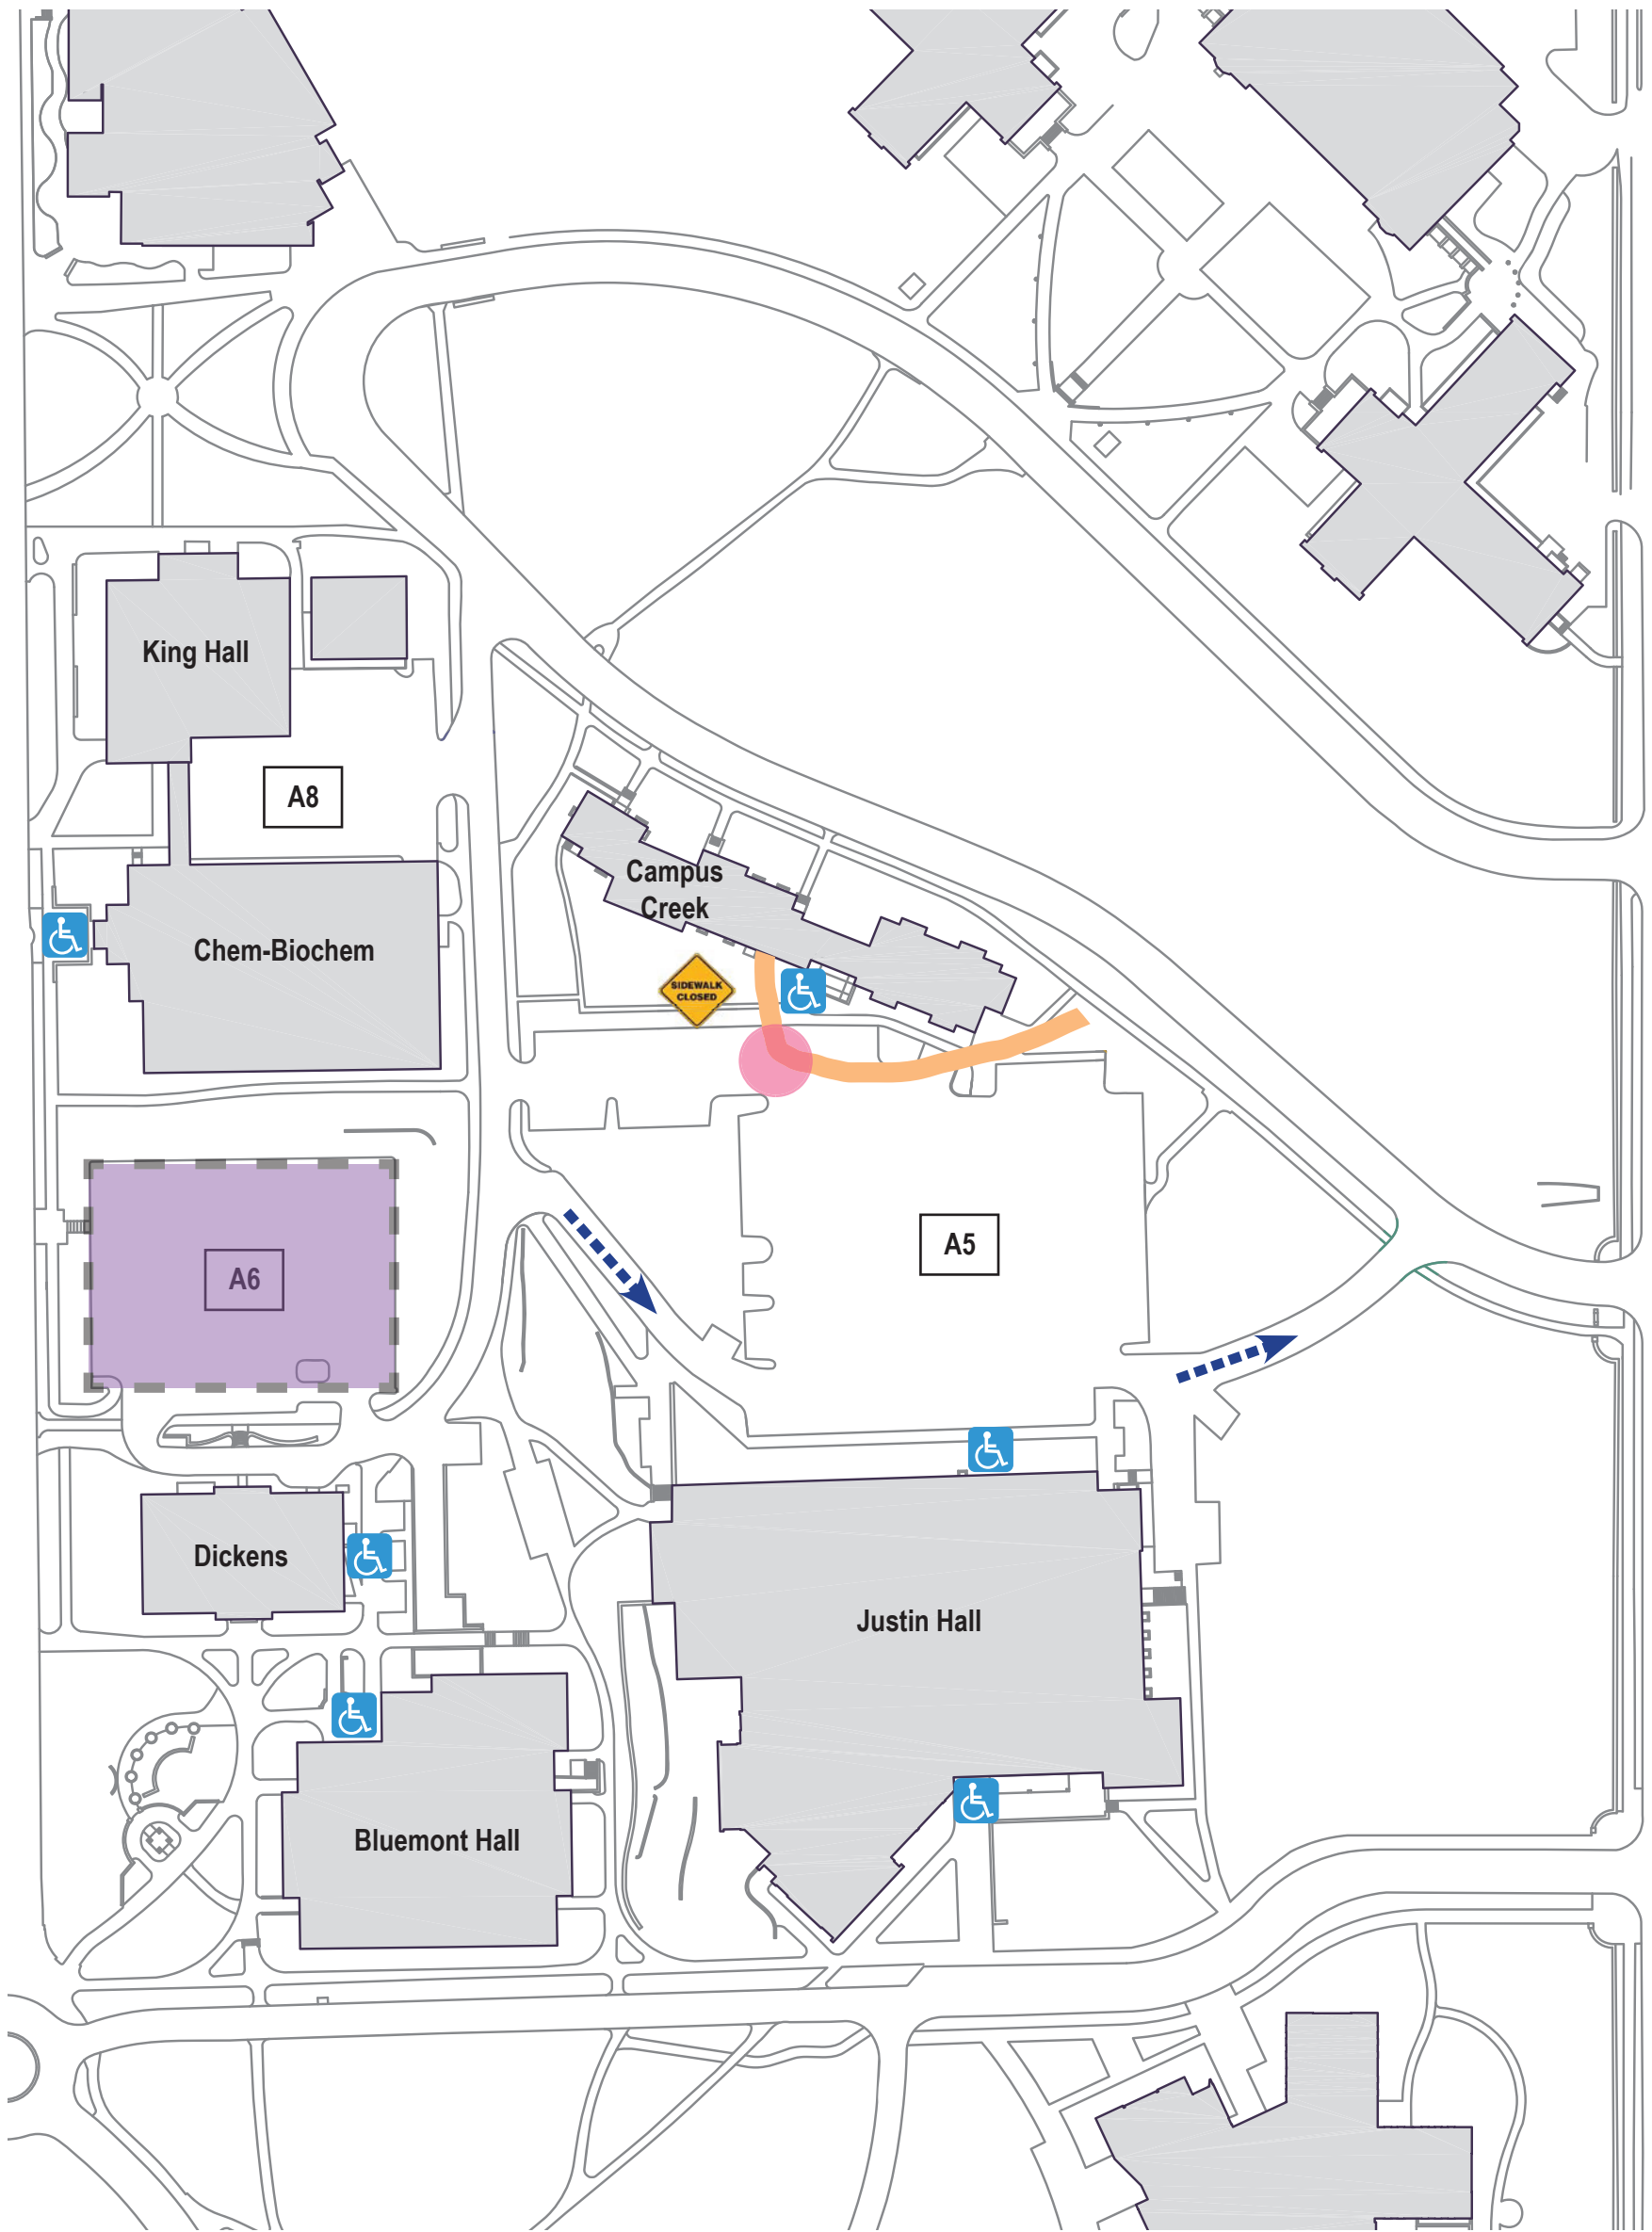 King Hall
A8
Campus
Creek
Chem-Biochem
SIDEWALK
CLOSED
A5
A6
Dickens
Justin Hall
Bluemont Hall